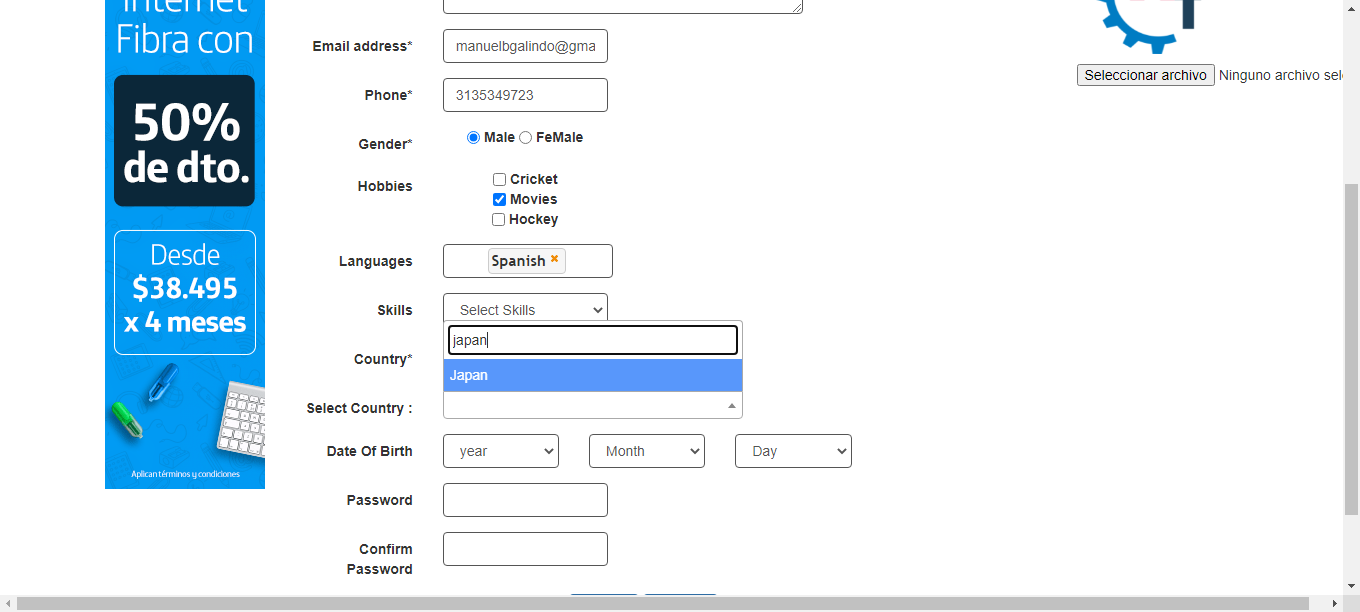 Internet
Fibra con
50%
de dto.
Desde
$38.495
x 4 meses
Aplican términos y condiciones
Email address*
manuelbgalindo@gma
Phone*
3135349723
Gender*
Male FeMale
Hobbies
Cricket
Movies
Hockey
Languages
Spanish ×
Skills
Select Skills
japan
Country*
Japan
Select Country :
Date Of Birth
year Month Day
Password
Confirm
Password
Seleccionar archivo Ninguno archivo sel